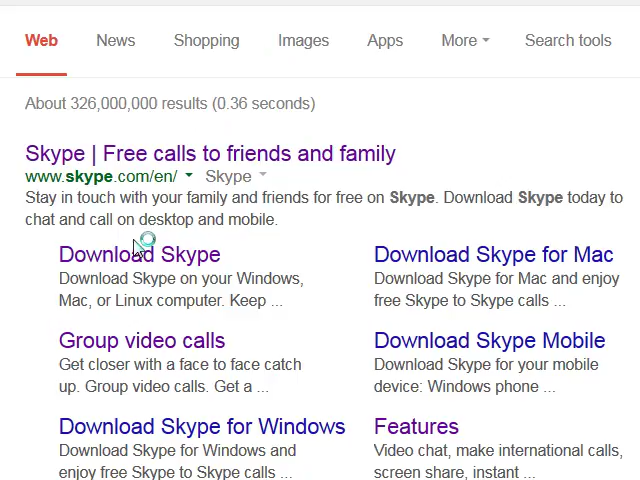 Web News Shopping Images Apps More Search tools
About 326,000,000 results (0.36 seconds)
Skype | Free calls to friends and family
www.skype.com/en/ Skype
Stay in touch with your family and friends for free on Skype. Download Skype today to
chat and call on desktop and mobile.
Download Skype
Download Skype on your Windows,
Mac, or Linux computer. Keep ...
Download Skype for Mac
Download Skype for Mac and enjoy
free Skype to Skype calls ...
Group video calls
Get closer with a face to face catch
up. Group video calls. Get a ...
Download Skype Mobile
Download Skype for your mobile
device: Windows phone ...
Download Skype for Windows
Download Skype for Windows and
enjoy free Skype to Skype calls ...
Features
Video chat, make international calls,
screen share, instant ...